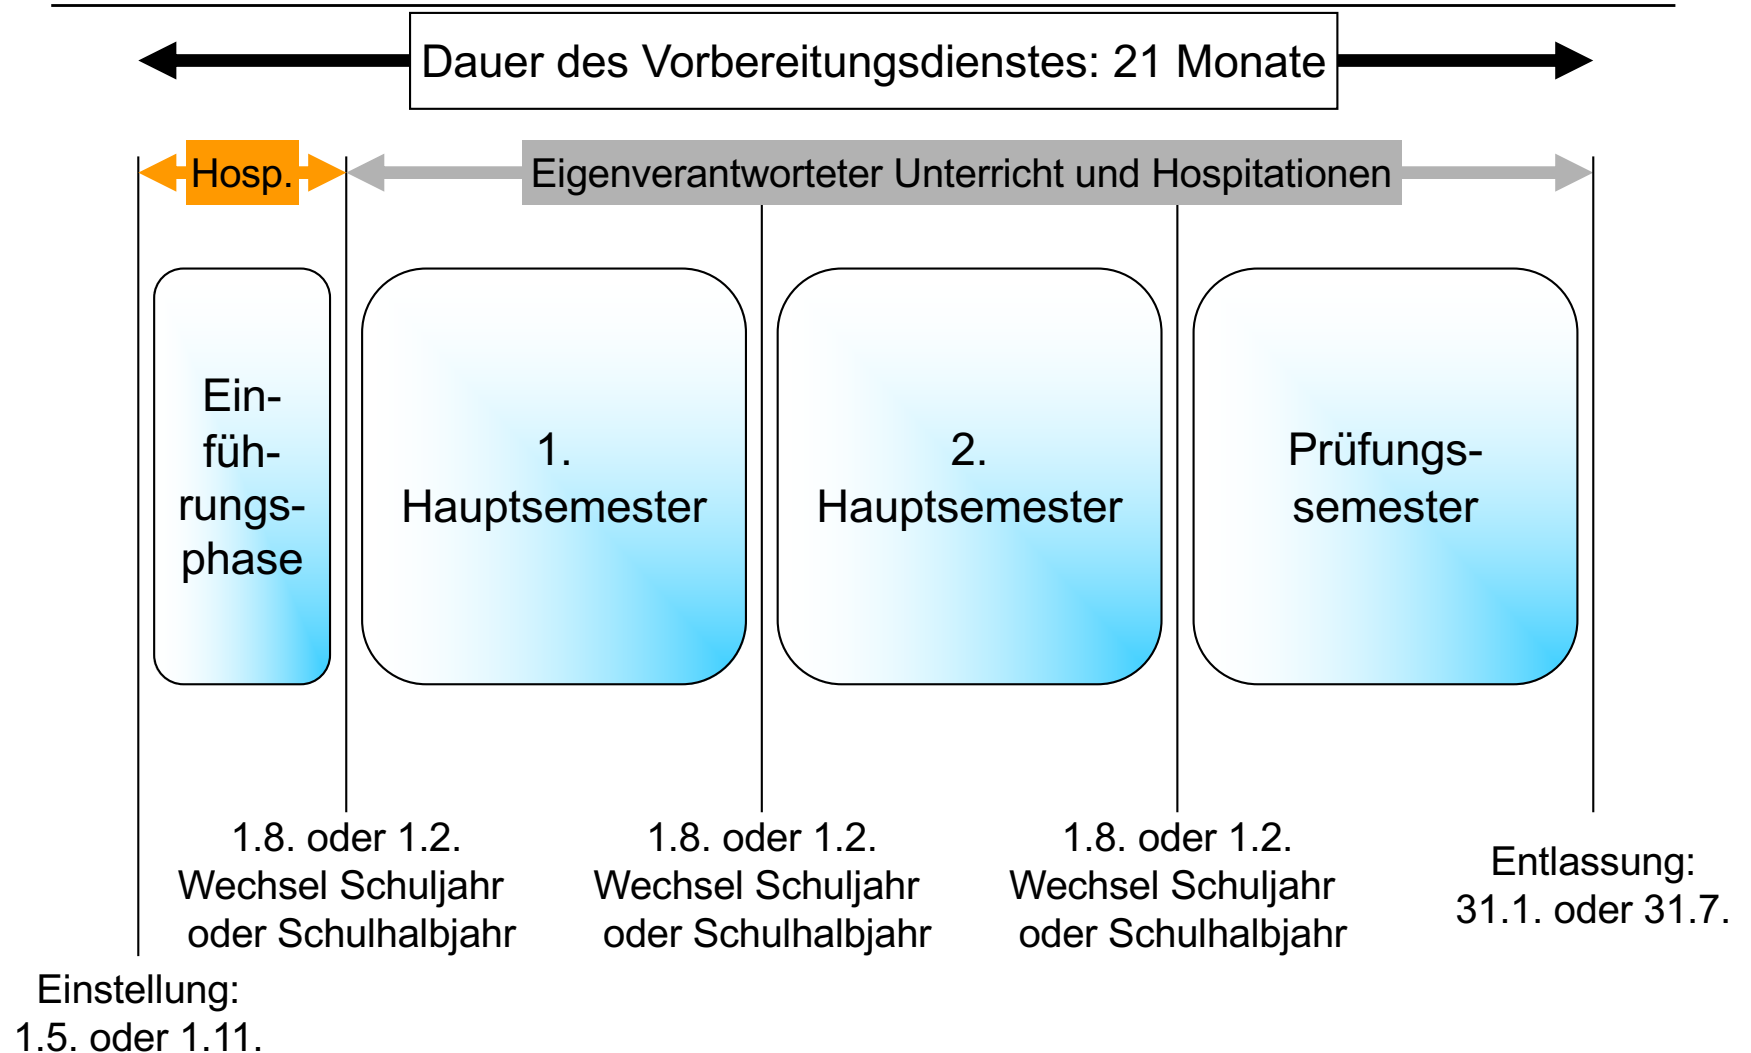 Dauer des Vorbereitungsdienstes: 21 Monate
Hosp.
Eigenverantworteter Unterricht und Hospitationen
Ein-
füh-
rungs-
phase
1.
Hauptsemester
2.
Hauptsemester
Prüfungs-
semester
1.8. oder 1.2.
Wechsel Schuljahr
oder Schulhalbjahr
1.8. oder 1.2.
Wechsel Schuljahr
oder Schulhalbjahr
1.8. oder 1.2.
Wechsel Schuljahr
oder Schulhalbjahr
Entlassung:
31.1. oder 31.7.
Einstellung:
1.5. oder 1.11.